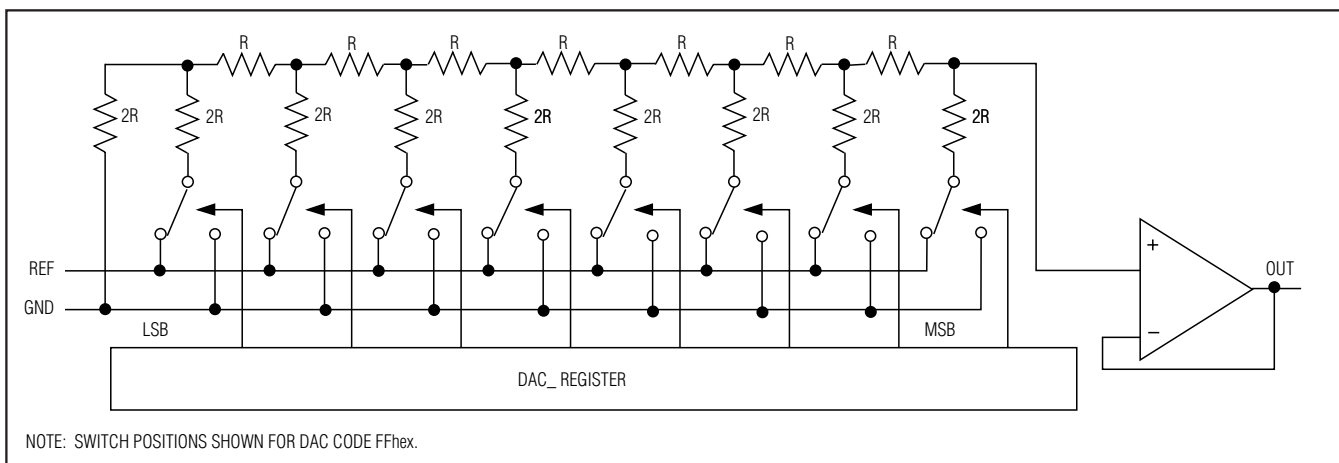 R R R R R R R
2R 2R 2R 2R 2R 2R 2R 2R 2R
+
REF
OUT
GND
LSB MSB
−
DAC_ REGISTER
NOTE: SWITCH POSITIONS SHOWN FOR DAC CODE FFhex.